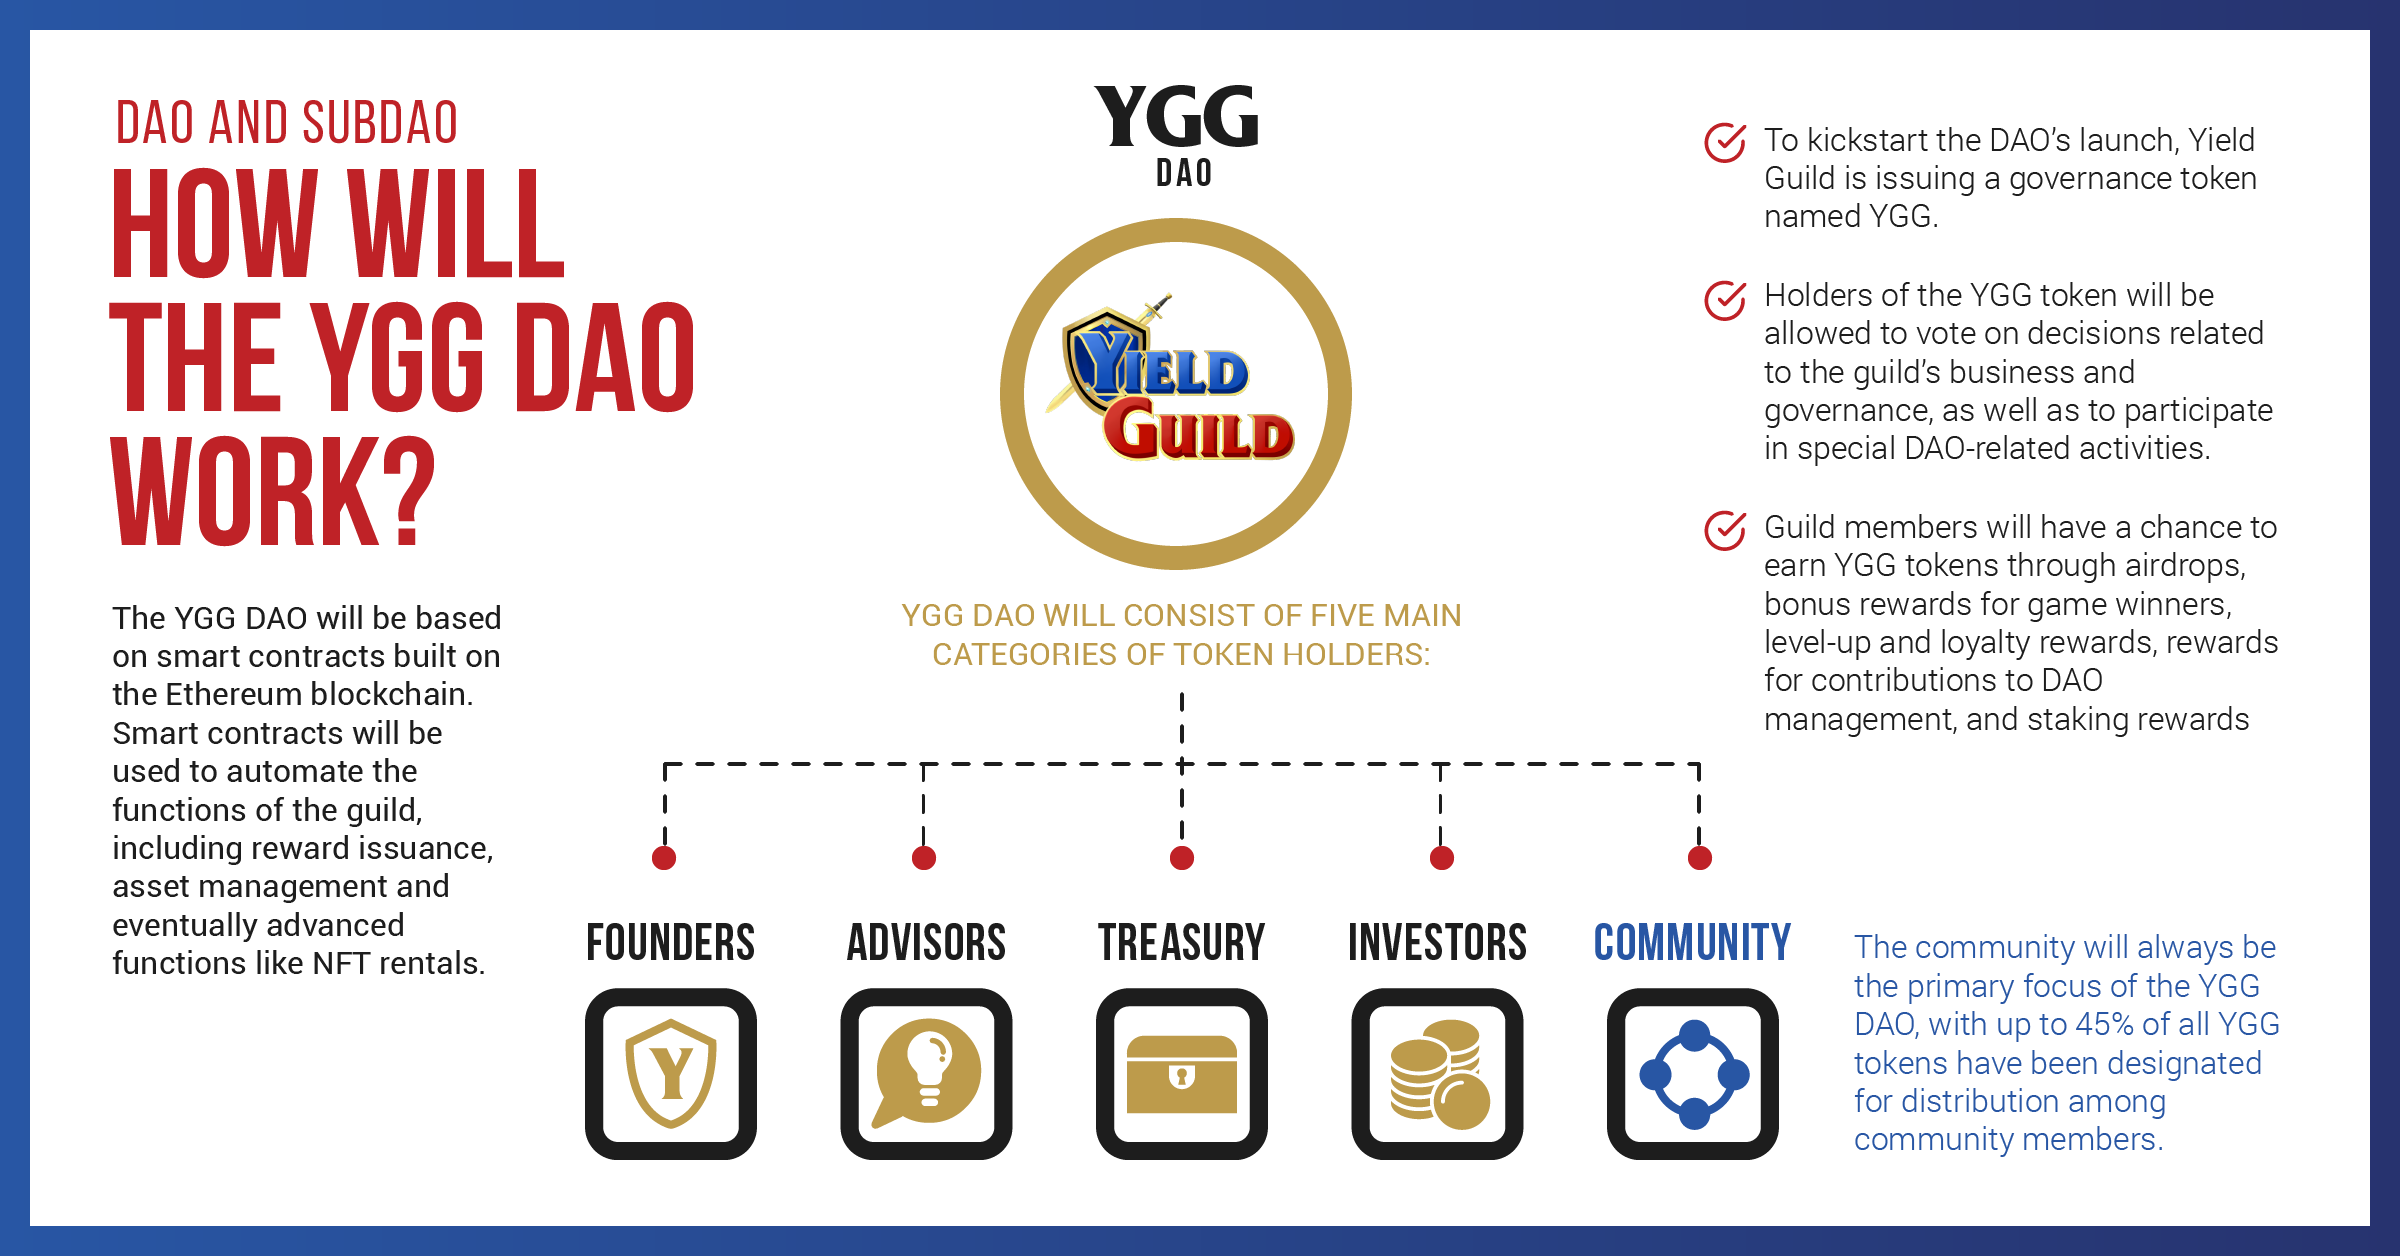 DAO AND SUBDAO
HOW WILL
THE YGG DAO
WORK?
The YGG DAO will be based
on smart contracts built on
the Ethereum blockchain.
Smart contracts will be
used to automate the
functions of the guild,
including reward issuance,
asset management and
eventually advanced
functions like NFT rentals.
YGG
DAO
YIELD
GUILD
YGG DAO WILL CONSIST OF FIVE MAIN
CATEGORIES OF TOKEN HOLDERS:
FOUNDERS
Y
ADVISORS
TREASURY
INVESTORS
COMMUNITY
To kickstart the DAO’s launch, Yield
Guild is issuing a governance token
named YGG.
Holders of the YGG token will be
allowed to vote on decisions related
to the guild’s business and
governance, as well as to participate
in special DAO-related activities.
Guild members will have a chance to
earn YGG tokens through airdrops,
bonus rewards for game winners,
level-up and loyalty rewards, rewards
for contributions to DAO
management, and staking rewards
The community will always be
the primary focus of the YGG
DAO, with up to 45% of all YGG
tokens have been designated
for distribution among
community members.